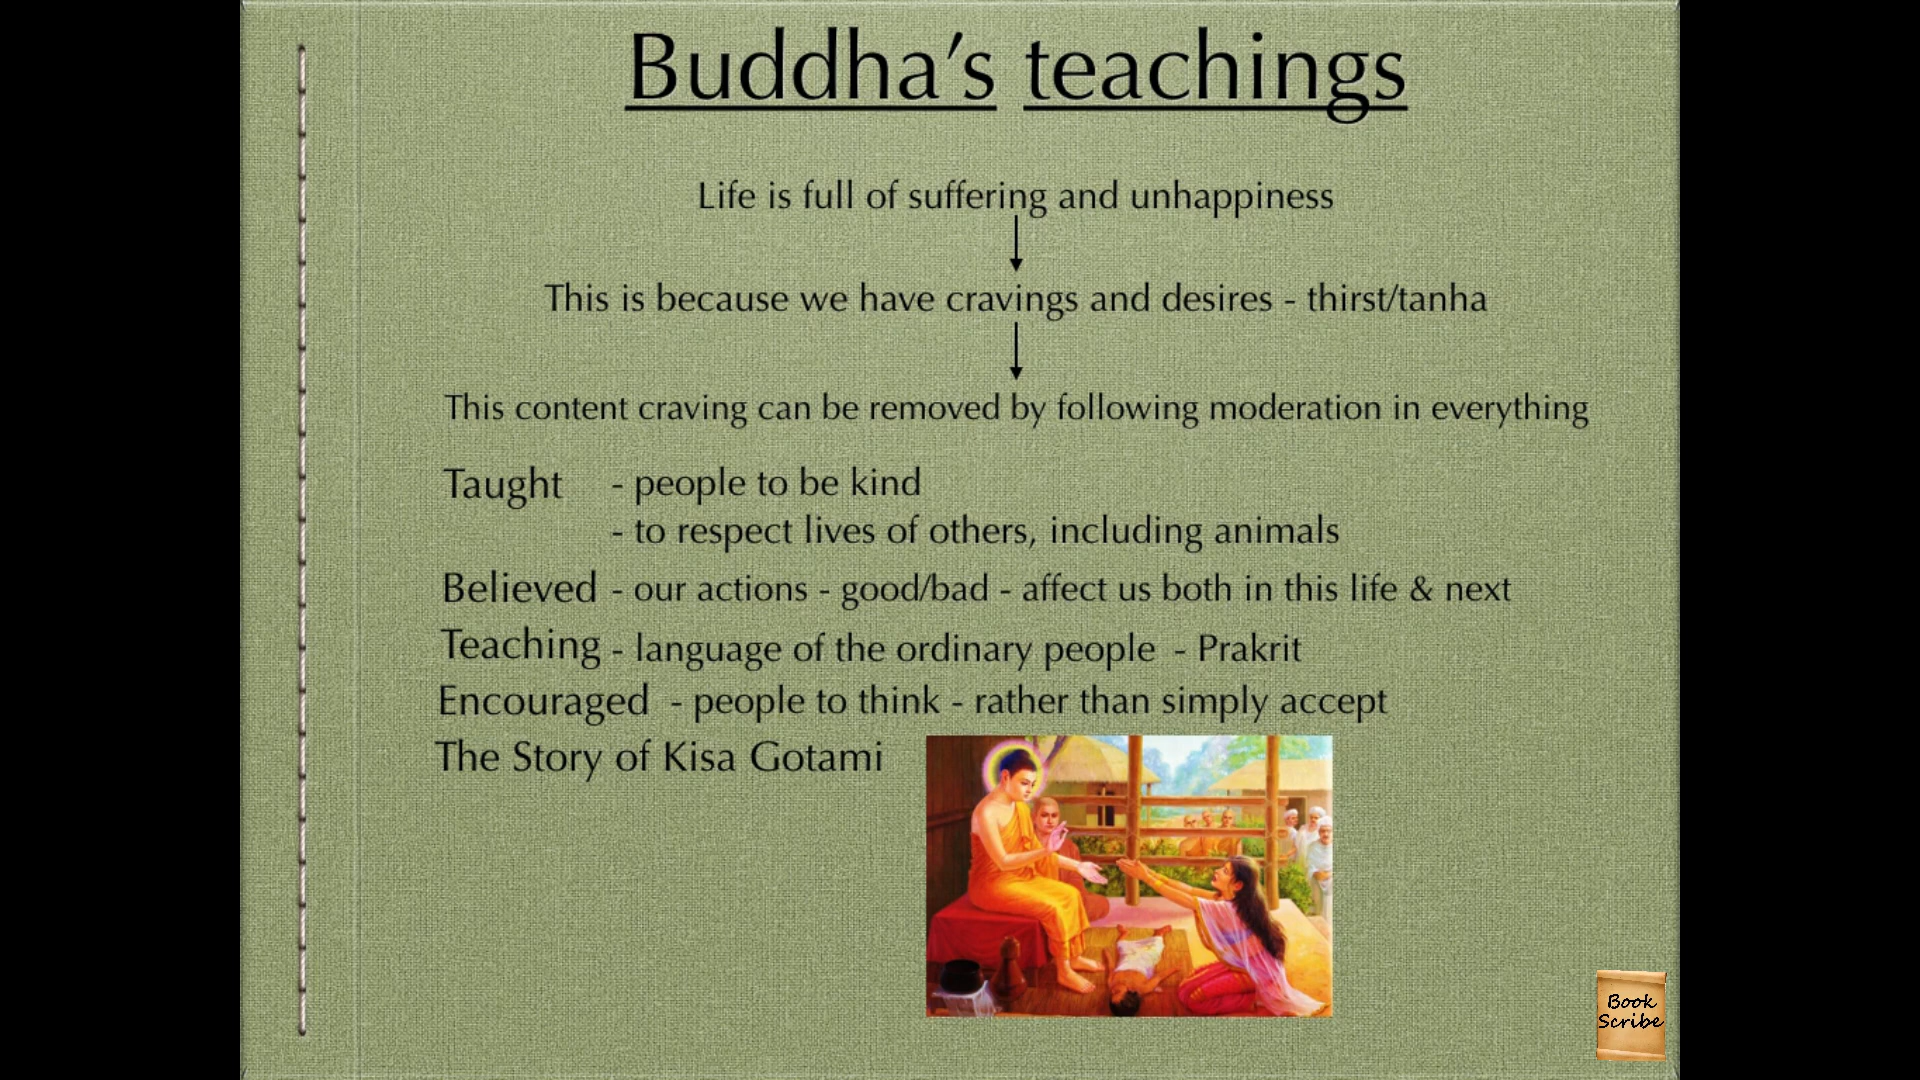 Buddha's teachings
Life is full of suffering and unhappiness
This is because we have cravings and desires - thirst/tanha
This content craving can be removed by following moderation in everything
Taught - people to be kind
- to respect lives of others, including animals
Believed - our actions - good/bad - affect us both in this life & next
Teaching - language of the ordinary people - Prakrit
Encouraged - people to think - rather than simply accept
The Story of Kisa Gotami
Book
Scribe